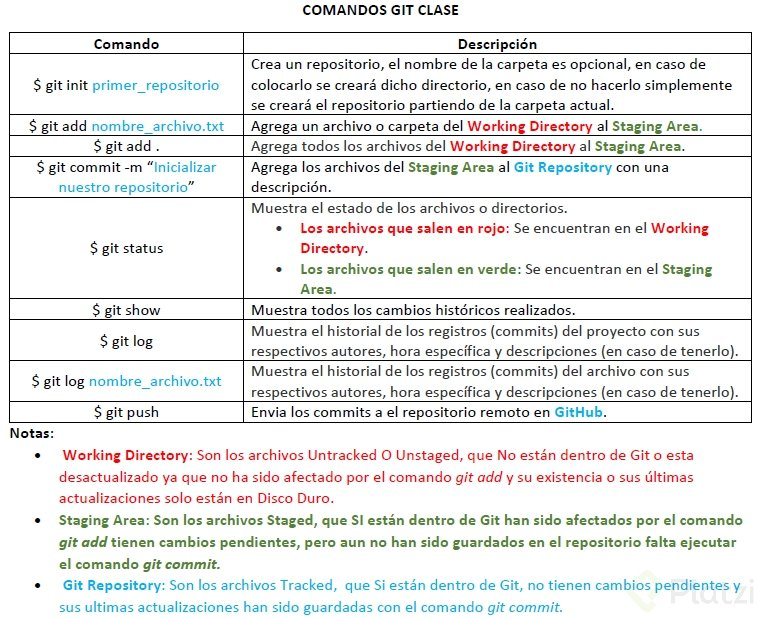 COMANDOS GIT CLASE
Comando
Descripción
$ git init primer_repositorio
Crea un repositorio, el nombre de la carpeta es opcional, en caso de
colocarlo se creará dicho directorio, en caso de no hacerlo simplemente
se creará el repositorio partiendo de la carpeta actual.
$ git add nombre_archivo.txt
Agrega un archivo o carpeta del Working Directory al Staging Area.
$ git add .
Agrega todos los archivos del Working Directory al Staging Area.
$ git commit -m “Inicializar
nuestro repositorio”
Agrega los archivos del Staging Area al Git Repository con una
descripción.
$ git status
Muestra el estado de los archivos o directorios.
• Los archivos que salen en rojo: Se encuentran en el Working
Directory.
• Los archivos que salen en verde: Se encuentran en el Staging
Area.
$ git show
Muestra todos los cambios históricos realizados.
$ git log
Muestra el historial de los registros (commits) del proyecto con sus
respectivos autores, hora específica y descripciones (en caso de tenerlo).
$ git log nombre_archivo.txt
Muestra el historial de los registros (commits) del archivo con sus
respectivos autores, hora específica y descripciones (en caso de tenerlo).
$ git push
Envia los commits a el repositorio remoto en GitHub.
Notas:
• Working Directory: Son los archivos Untracked O Unstaged, que No están dentro de Git o esta
desactualizado ya que no ha sido afectado por el comando git add y su existencia o sus últimas
actualizaciones solo están en Disco Duro.
• Staging Area: Son los archivos Staged, que SI están dentro de Git han sido afectados por el comando
git add tienen cambios pendientes, pero aun no han sido guardados en el repositorio falta ejecutar
el comando git commit.
• Git Repository: Son los archivos Tracked, que Si están dentro de Git, no tienen cambios pendientes y
sus ultimas actualizaciones han sido guardadas con el comando git commit.
Platzi